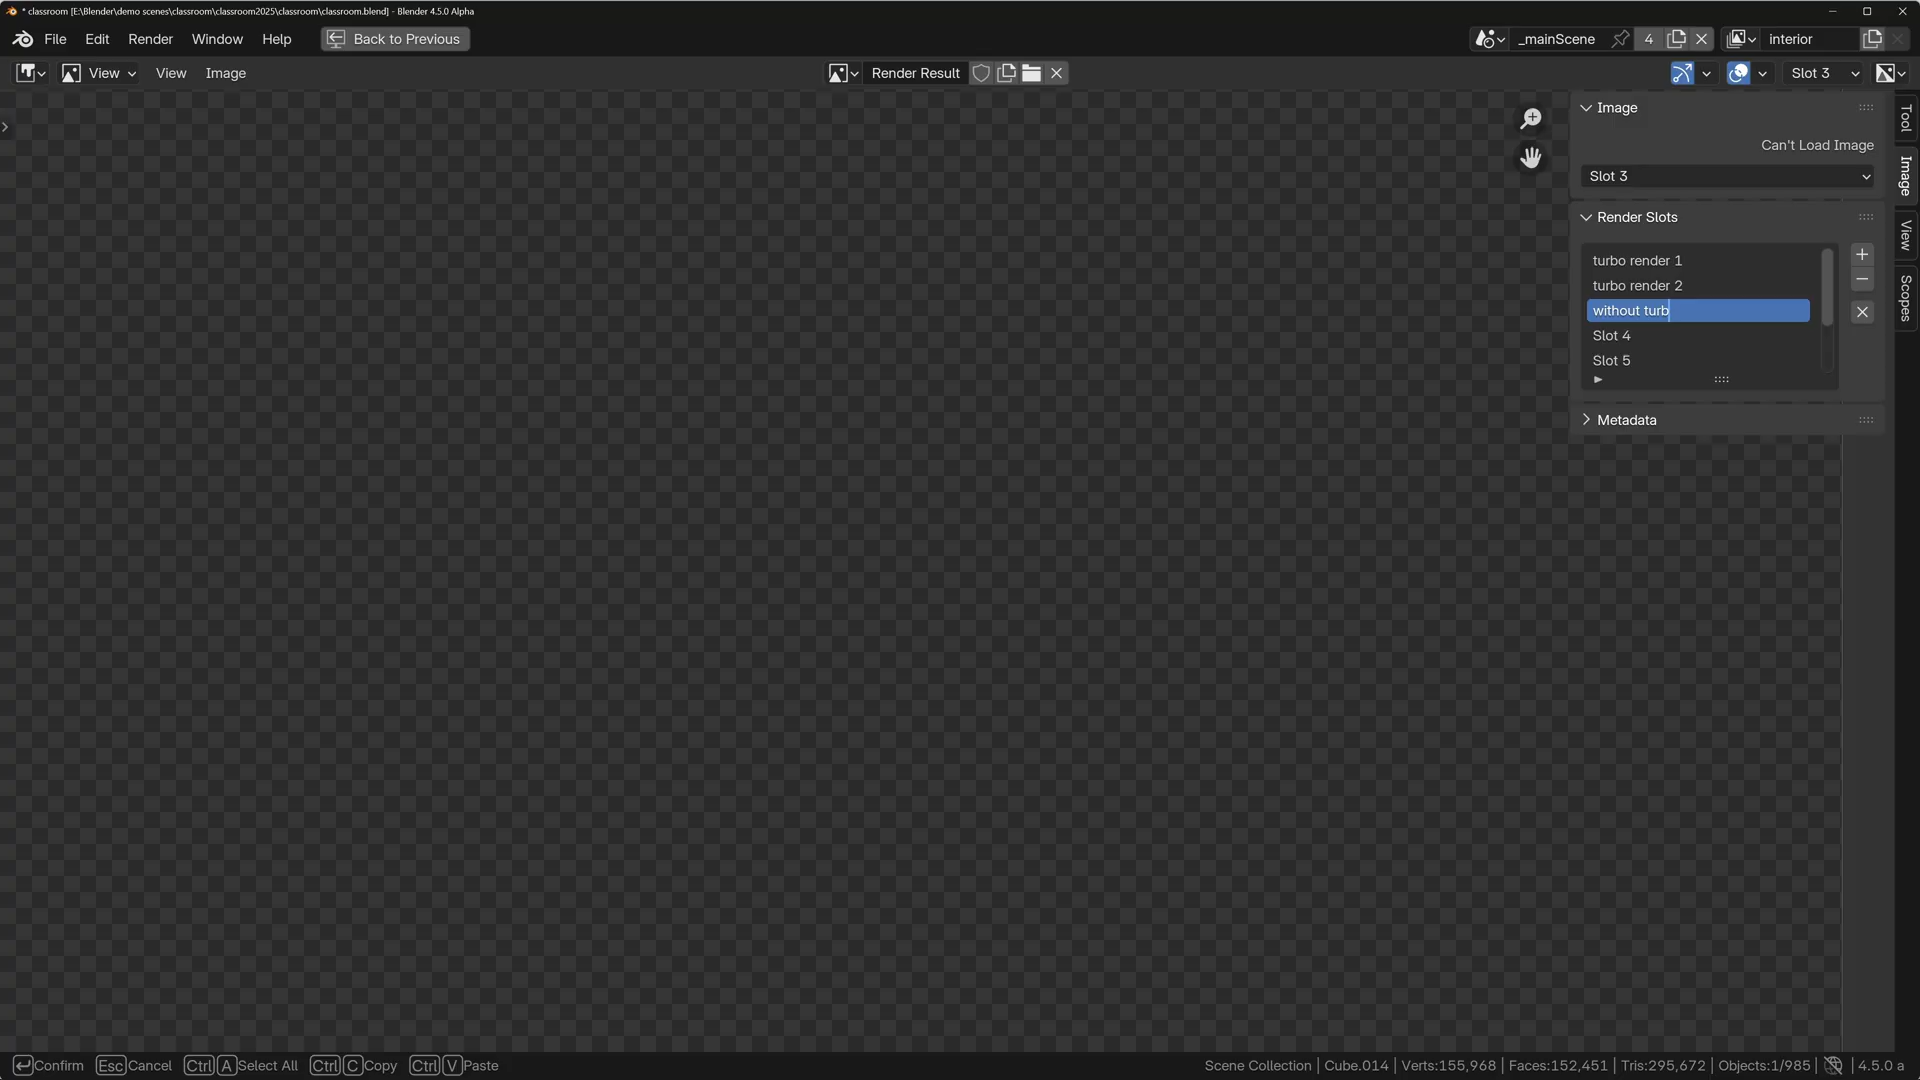 * classroom [E:\Blender\demo scenes\classroom\classroom2025\classroom\classroom.blend] - Blender 4.5.0 Alpha
File Edit Render Window Help Back to Previous _mainScene 4 interior
View View Image Render Result Slot 3
Image
Can't Load Image
Slot 3
Render Slots
turbo render 1
turbo render 2
without turb
Slot 4
Slot 5
Metadata
Tool
Image
View
Scopes
Confirm Esc Cancel Ctrl A Select All Ctrl C Copy Ctrl V Paste Scene Collection | Cube.014 | Verts:155,968 | Faces:152,451 | Tris:295,672 | Objects:1/985 | 4.5.0 a